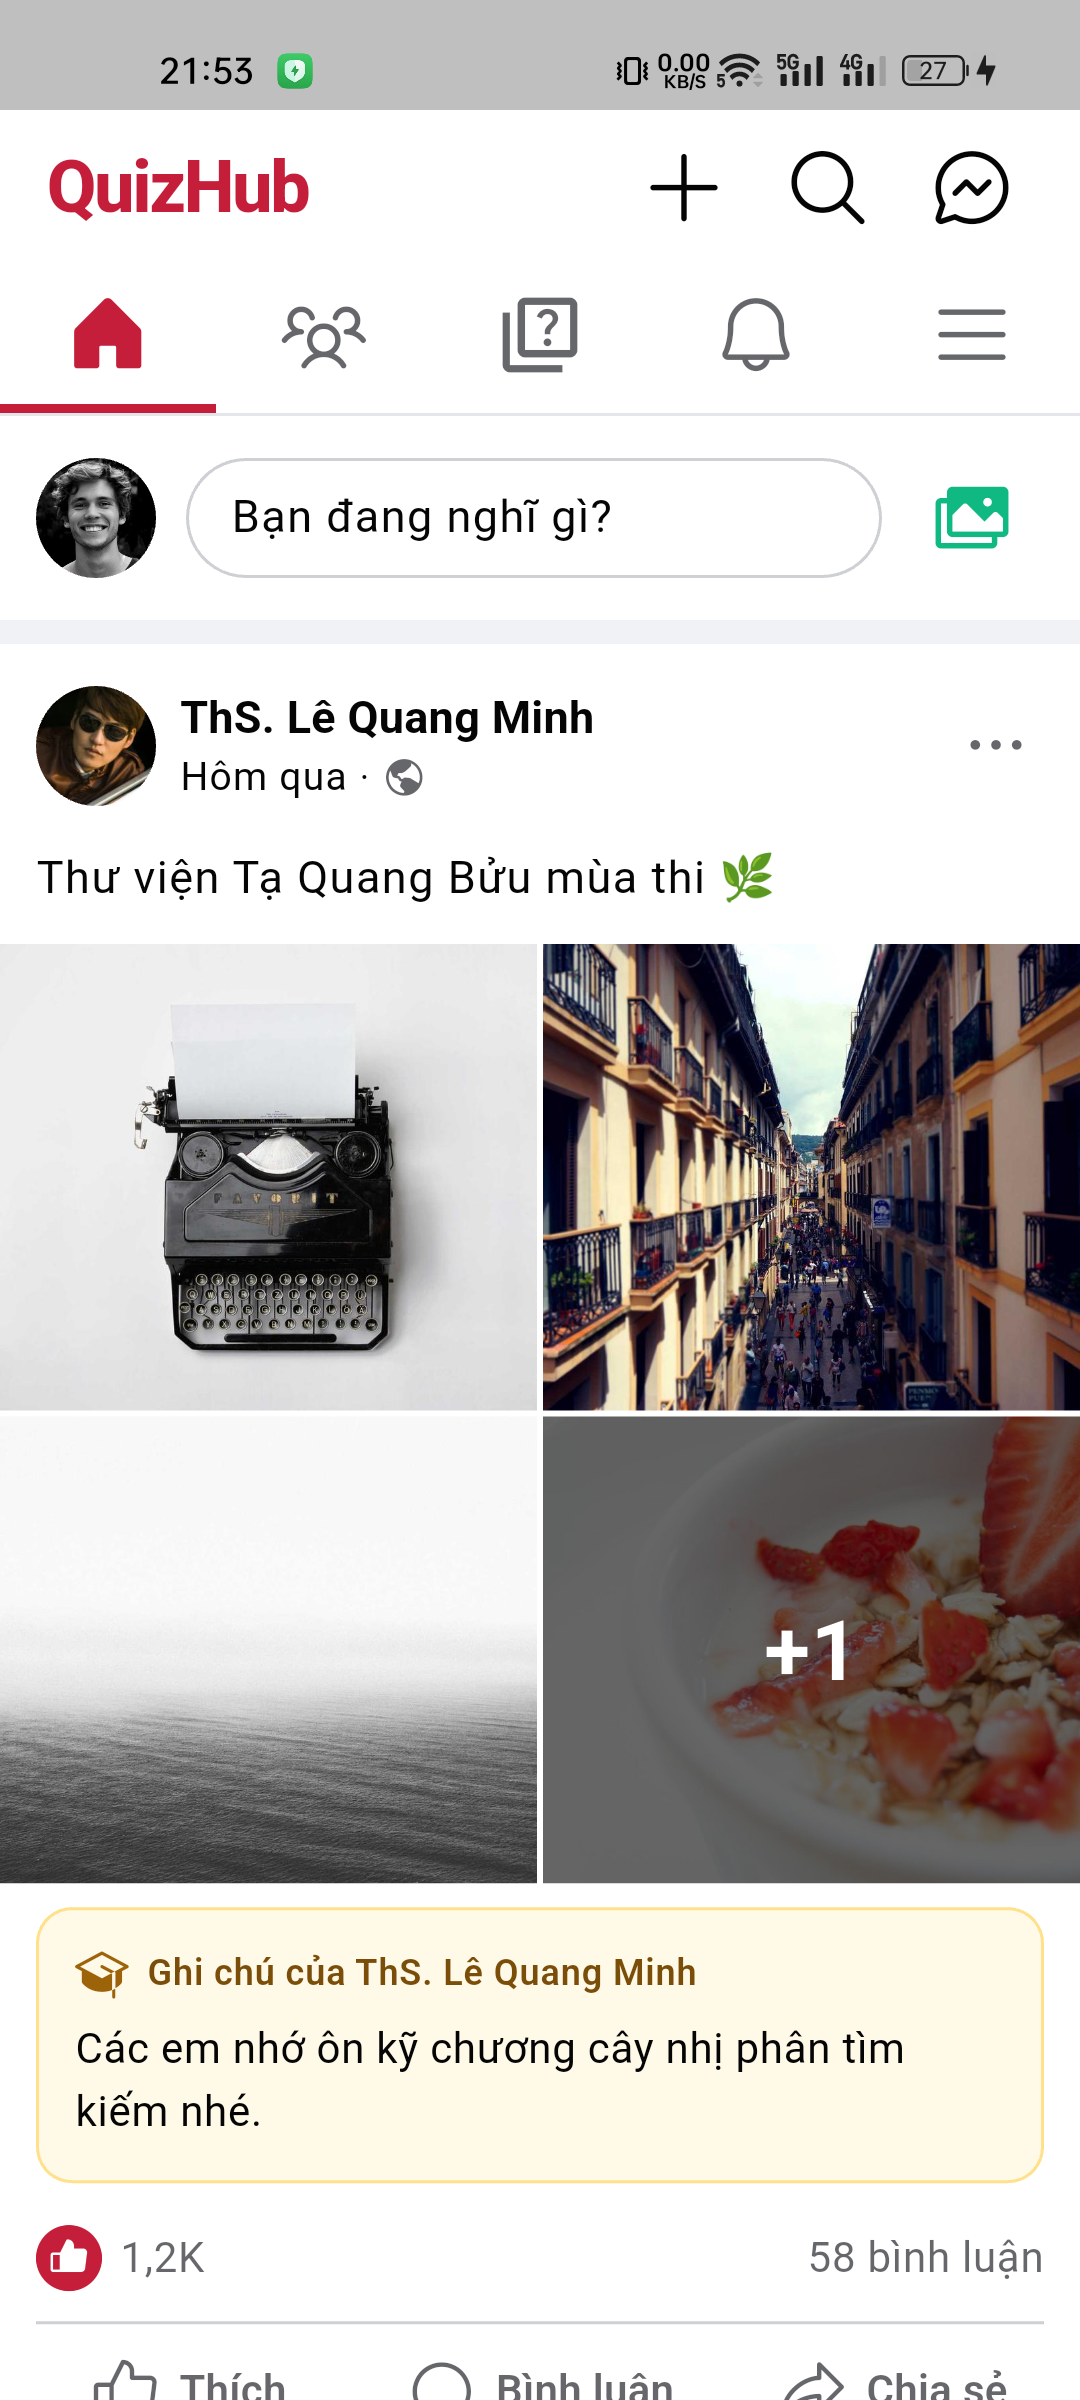 21:53
0.00
KB/S
5
5G
4G
27
QuizHub
?
Bạn đang nghĩ gì?
ThS. Lê Quang Minh
Hôm qua ·
Thư viện Tạ Quang Bửu mùa thi 🌿
FAVORIT
+1
Ghi chú của ThS. Lê Quang Minh
Các em nhớ ôn kỹ chương cây nhị phân tìm
kiếm nhé.
1,2K
58 bình luận
Thích
Bình luận
Chia sẻ